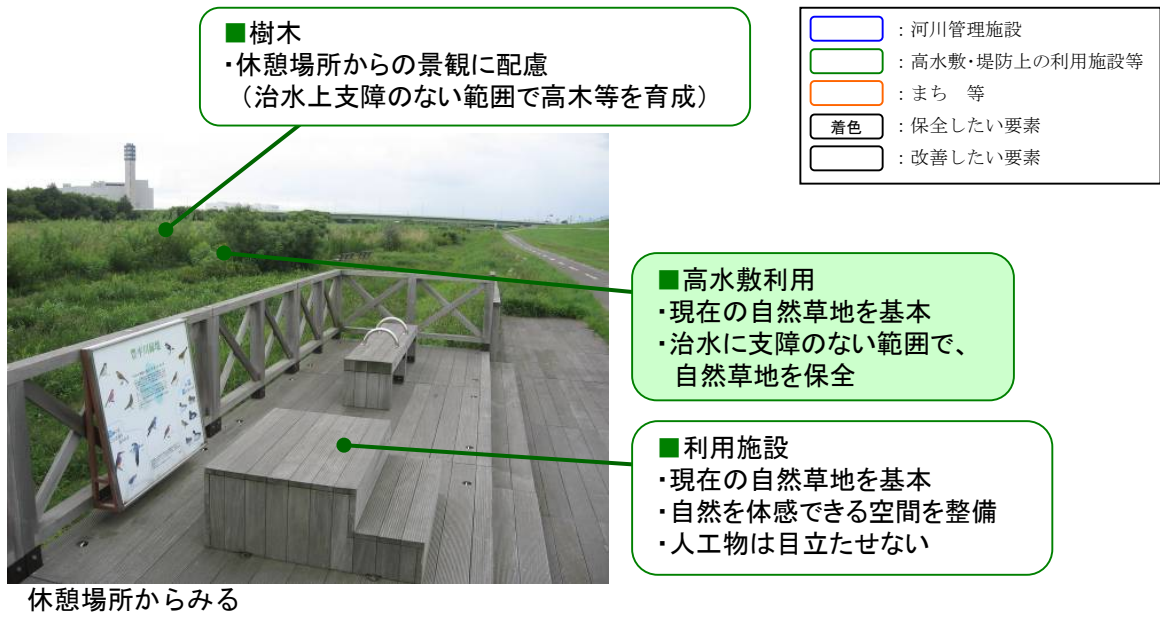 ■樹木
・休憩場所からの景観に配慮
（治水上支障のない範囲で高木等を育成）
：河川管理施設
：高水敷・堤防上の利用施設等
：まち　等
着色 ：保全したい要素
：改善したい要素
■高水敷利用
・現在の自然草地を基本
・治水に支障のない範囲で、
自然草地を保全
■利用施設
・現在の自然草地を基本
・自然を体感できる空間を整備
・人工物は目立たせない
休憩場所からみる